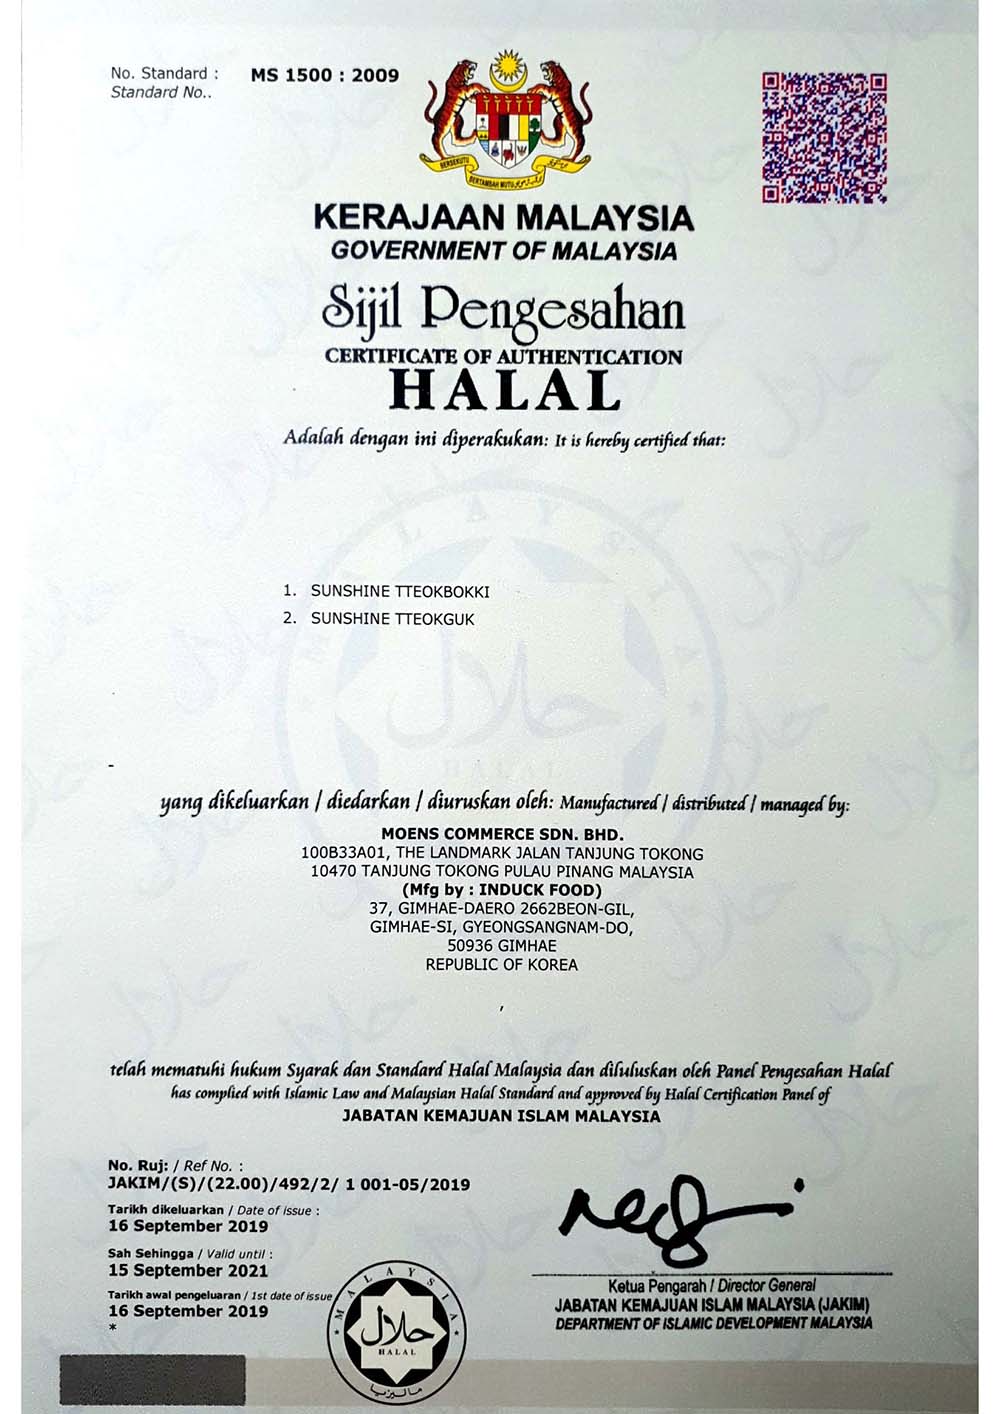 No. Standard : MS 1500 : 2009
Standard No..
BERSEKUTU BERTAMBAH MUTU
KERAJAAN MALAYSIA
GOVERNMENT OF MALAYSIA
Sijil Pengesahan
CERTIFICATE OF AUTHENTICATION
HALAL
Adalah dengan ini diperakukan: It is hereby certified that:
1. SUNSHINE TTEOKBOKKI
2. SUNSHINE TTEOKGUK
حلال
HALAL
yang dikeluarkan / diedarkan / diuruskan oleh: Manufactured / distributed / managed by:
MOENS COMMERCE SDN. BHD.
100B33A01, THE LANDMARK JALAN TANJUNG TOKONG
10470 TANJUNG TOKONG PULAU PINANG MALAYSIA
(Mfg by : INDUCK FOOD)
37, GIMHAE-DAERO 2662BEON-GIL,
GIMHAE-SI, GYEONGSANGNAM-DO,
50936 GIMHAE
REPUBLIC OF KOREA
,
telah mematuhi hukum Syarak dan Standard Halal Malaysia dan diluluskan oleh Panel Pengesahan Halal
has complied with Islamic Law and Malaysian Halal Standard and approved by Halal Certification Panel of
JABATAN KEMAJUAN ISLAM MALAYSIA
No. Ruj: / Ref No. :
JAKIM/(S)/(22.00)/492/2/ 1 001-05/2019
Tarikh dikeluarkan / Date of issue :
16 September 2019
Sah Sehingga / Valid until :
15 September 2021
Tarikh awal pengeluaran / 1st date of issue
16 September 2019
*
MALAYSIA
حلال
HALAL
ماليزيا
Ketua Pengarah / Director General
JABATAN KEMAJUAN ISLAM MALAYSIA (JAKIM)
DEPARTMENT OF ISLAMIC DEVELOPMENT MALAYSIA